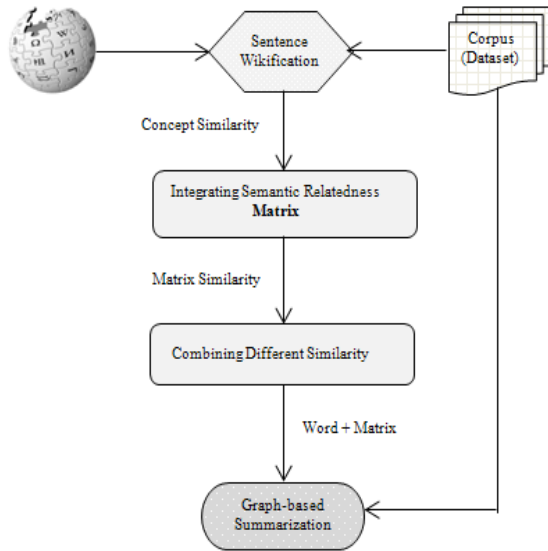 Sentence
Wikification
Corpus
(Dataset)
Concept Similarity
Integrating Semantic Relatedness
Matrix
Matrix Similarity
Combining Different Similarity
Word + Matrix
Graph-based
Summarization